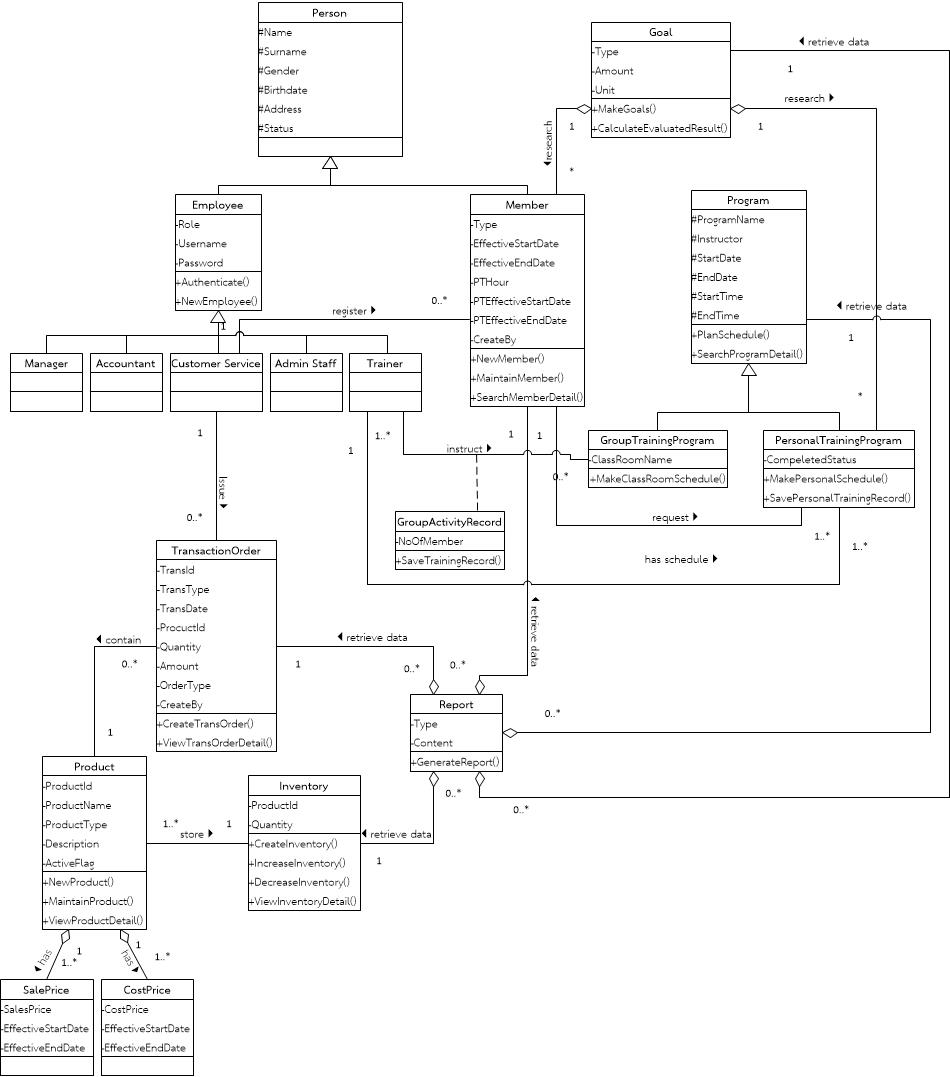 Person
#Name
#Surname
#Gender
#Birthdate
#Address
#Status
Goal
-Type
-Amount
-Unit
+MakeGoals()
+CalculateEvaluatedResult()
retrieve data
1
research
1
1
research
*
Employee
-Role
-Username
-Password
+Authenticate()
+NewEmployee()
1
Member
-Type
-EffectiveStartDate
-EffectiveEndDate
-PTHour
-PTEffectiveStartDate
-PTEffectiveEndDate
-CreateBy
+NewMember()
+MaintainMember()
+SearchMemberDetail()
Program
#ProgramName
#Instructor
#StartDate
#EndDate
#StartTime
#EndTime
+PlanSchedule()
+SearchProgramDetail()
retrieve data
1
*
register
0..*
Manager
Accountant
Customer Service
Admin Staff
Trainer
1
1..*
1
instruct
1
1
0..*
GroupTrainingProgram
-ClassRoomName
+MakeClassRoomSchedule()
PersonalTrainingProgram
-CompeletedStatus
+MakePersonalSchedule()
+SavePersonalTrainingRecord()
Issue
0..*
GroupActivityRecord
-NoOfMember
+SaveTrainingRecord()
request
1..*
1..*
has schedule
TransactionOrder
-TransId
-TransType
-TransDate
-ProcuctId
-Quantity
-Amount
-OrderType
-CreateBy
+CreateTransOrder()
+ViewTransOrderDetail()
contain
0..*
1
retrieve data
1
0..*
0..*
retrieve data
Report
-Type
-Content
+GenerateReport()
0..*
0..*
0..*
Product
-ProductId
-ProductName
-ProductType
-Description
-ActiveFlag
+NewProduct()
+MaintainProduct()
+ViewProductDetail()
1..*
store
1
Inventory
-ProductId
-Quantity
+CreateInventory()
+IncreaseInventory()
+DecreaseInventory()
+ViewInventoryDetail()
retrieve data
1
has
1
1..*
has
1
1..*
SalePrice
-SalesPrice
-EffectiveStartDate
-EffectiveEndDate
CostPrice
-CostPrice
-EffectiveStartDate
-EffectiveEndDate